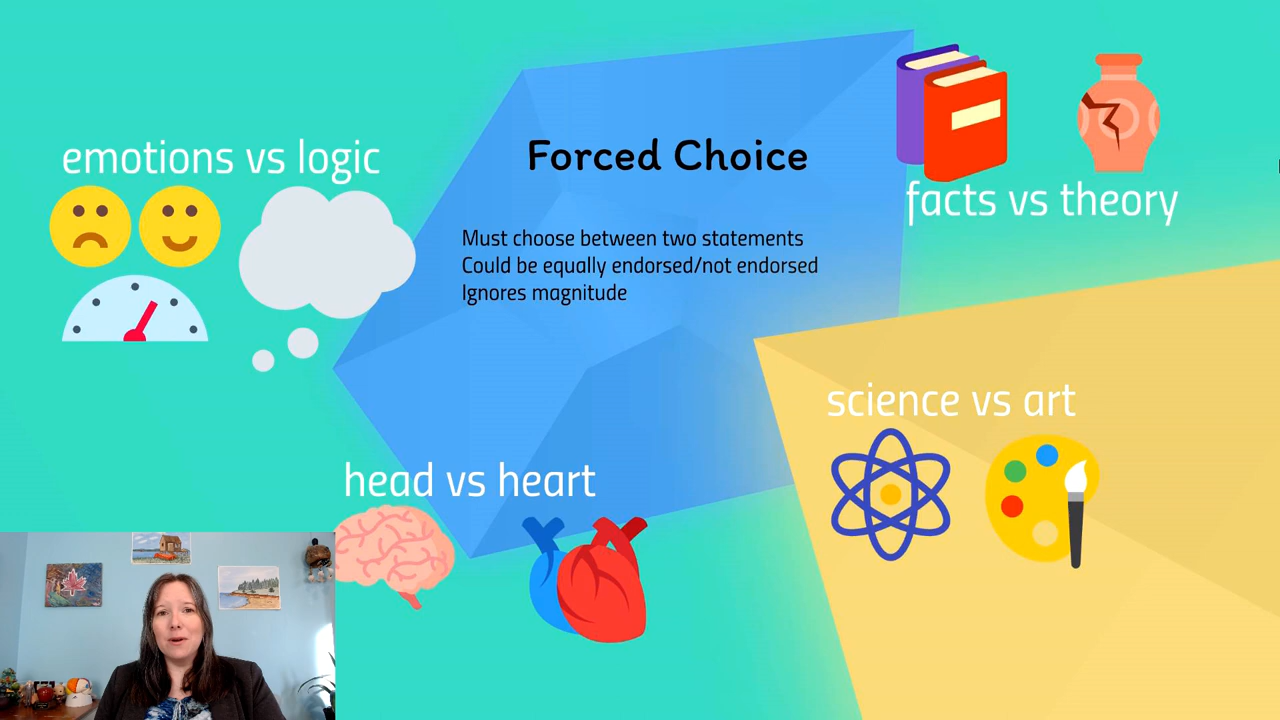 Forced Choice
Must choose between two statements
Could be equally endorsed/not endorsed
Ignores magnitude
emotions vs logic
facts vs theory
science vs art
head vs heart